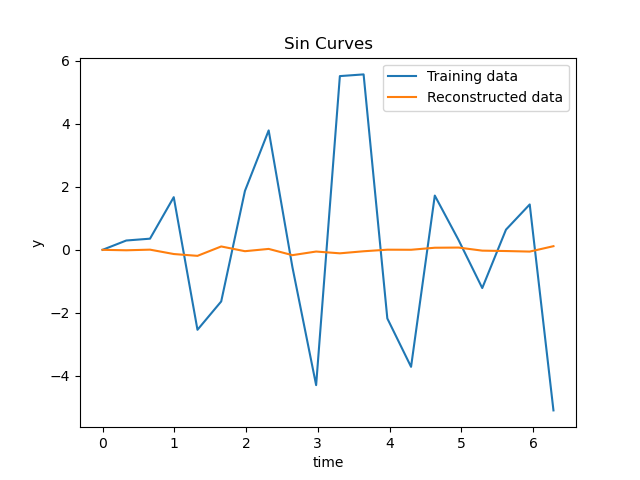 Sin Curves
Training data
Reconstructed data
6
4
2
0
−2
−4
y
0 1 2 3 4 5 6
time